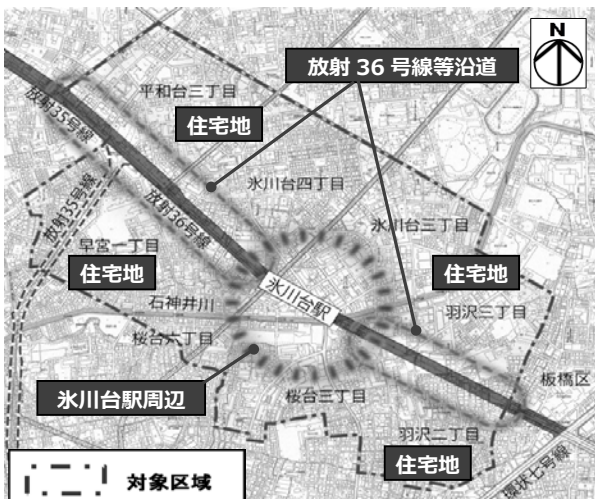 N
放射 36 号線等沿道
平和台三丁目
住宅地
放射35号線
氷川台四丁目
放射36号線
氷川台三丁目
放射35号線
早宮一丁目
住宅地
住宅地
氷川台駅
石神井川
羽沢三丁目
桜台六丁目
板橋区
氷川台駅周辺
桜台三丁目
羽沢二丁目
住宅地
環状七号線
対象区域